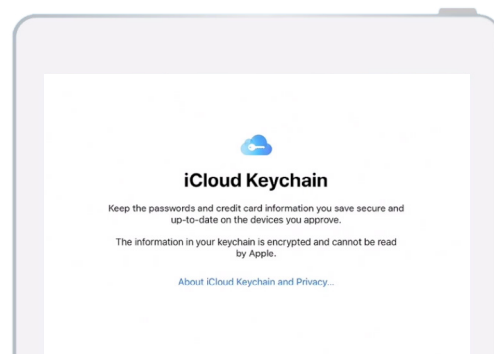 iCloud Keychain
Keep the passwords and credit card information you save secure and
up-to-date on the devices you approve.
The information in your keychain is encrypted and cannot be read
by Apple.
About iCloud Keychain and Privacy...